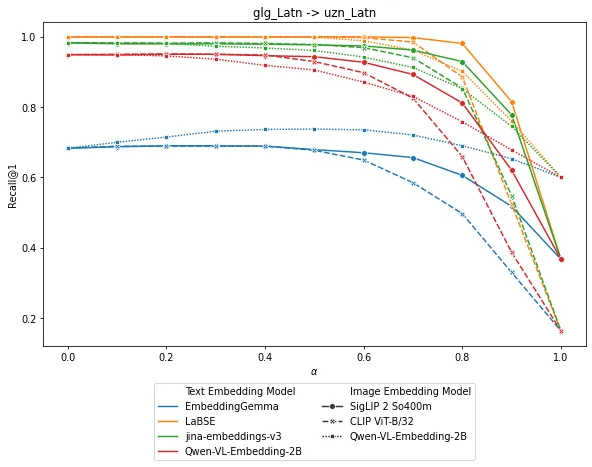 glg_Latn -> uzn_Latn
Recall@1
1.0
0.8
0.6
0.4
0.2
0.0 0.2 0.4 0.6 0.8 1.0
α
Text Embedding Model
EmbeddingGemma
LaBSE
jina-embeddings-v3
Qwen-VL-Embedding-2B
Image Embedding Model
SigLIP 2 So400m
CLIP ViT-B/32
Qwen-VL-Embedding-2B